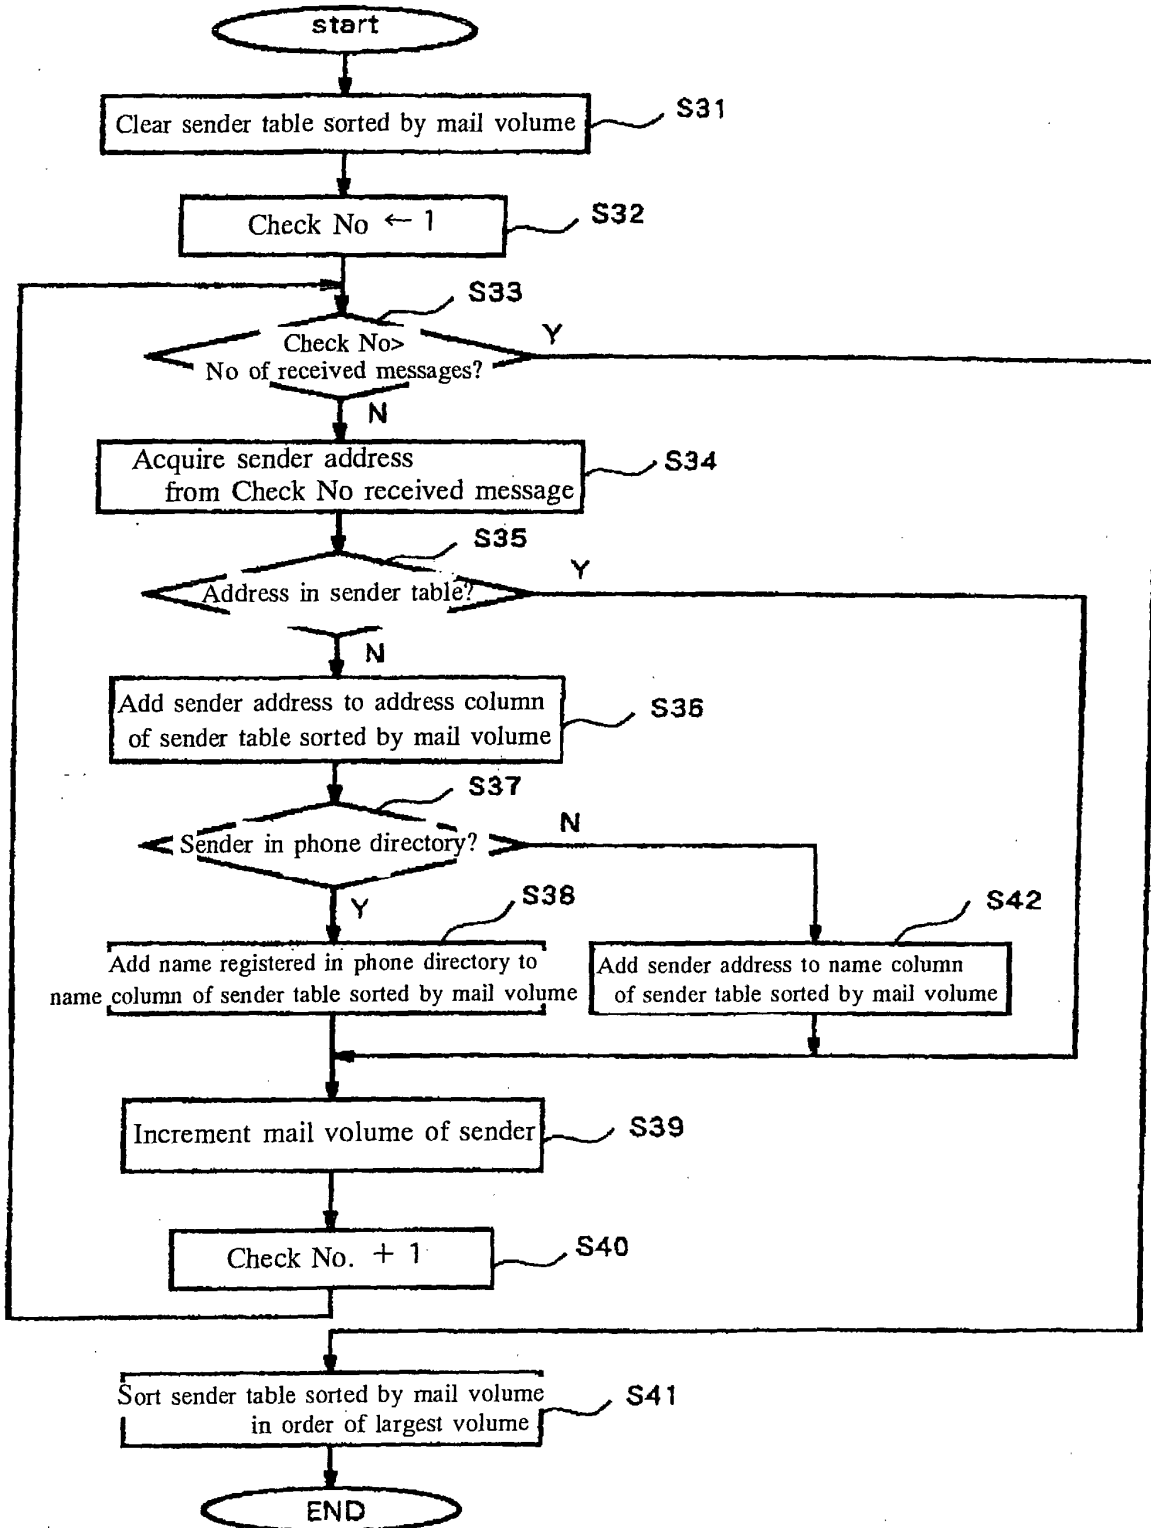 start
Clear sender table sorted by mail volume
S31
Check No ← 1
S32
S33
Check No>
No of received messages?
Y
N
Acquire sender address
from Check No received message
S34
S35
Address in sender table?
Y
N
Add sender address to address column
of sender table sorted by mail volume
S36
S37
Sender in phone directory?
N
Y
S38
Add name registered in phone directory to
name column of sender table sorted by mail volume
S42
Add sender address to name column
of sender table sorted by mail volume
Increment mail volume of sender
S39
Check No. + 1
S40
Sort sender table sorted by mail volume
in order of largest volume
S41
END